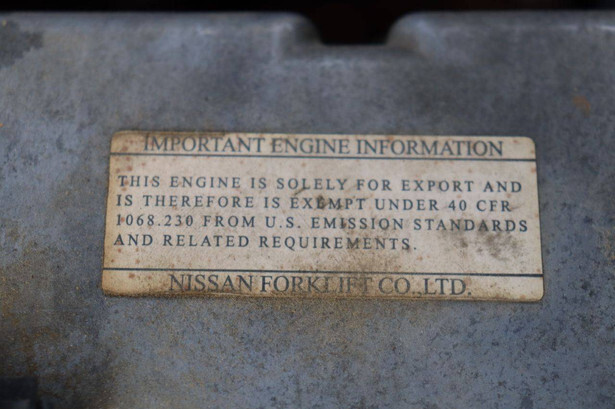 IMPORTANT ENGINE INFORMATION
THIS ENGINE IS SOLELY FOR EXPORT AND
IS THEREFORE IS EXEMPT UNDER 40 CFR
1068.230 FROM U.S. EMISSION STANDARDS
AND RELATED REQUIREMENTS.
NISSAN FORKLIFT CO.,LTD.